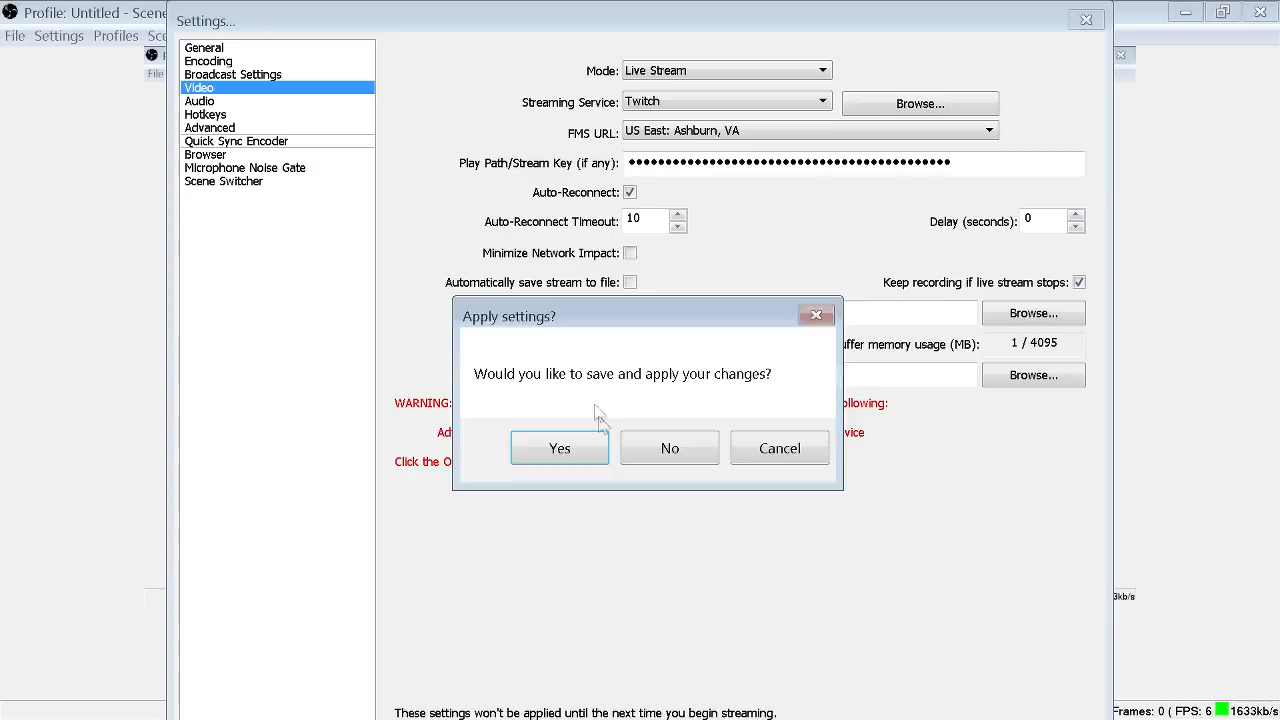 Profile: Untitled - Scene
Settings...
File Settings Profiles Sce
File
General
Encoding
Broadcast Settings
Video
Audio
Hotkeys
Advanced
Quick Sync Encoder
Browser
Microphone Noise Gate
Scene Switcher
Mode: Live Stream
Streaming Service: Twitch Browse...
FMS URL: US East: Ashburn, VA
Play Path/Stream Key (if any): ●●●●●●●●●●●●●●●●●●●●●●●●●●●●●●●●●●●●●●●●●●●●
Auto-Reconnect:
Auto-Reconnect Timeout: 10 Delay (seconds): 0
Minimize Network Impact:
Automatically save stream to file: Keep recording if live stream stops:
Browse...
uffer memory usage (MB): 1 / 4095
Browse...
WARNING: ollowing:
Ad vice
Click the O
Apply settings?
Would you like to save and apply your changes?
Yes No Cancel
3kb/s
These settings won't be applied until the next time you begin streaming.
Frames: 0 ( FPS: 6 1633kb/s